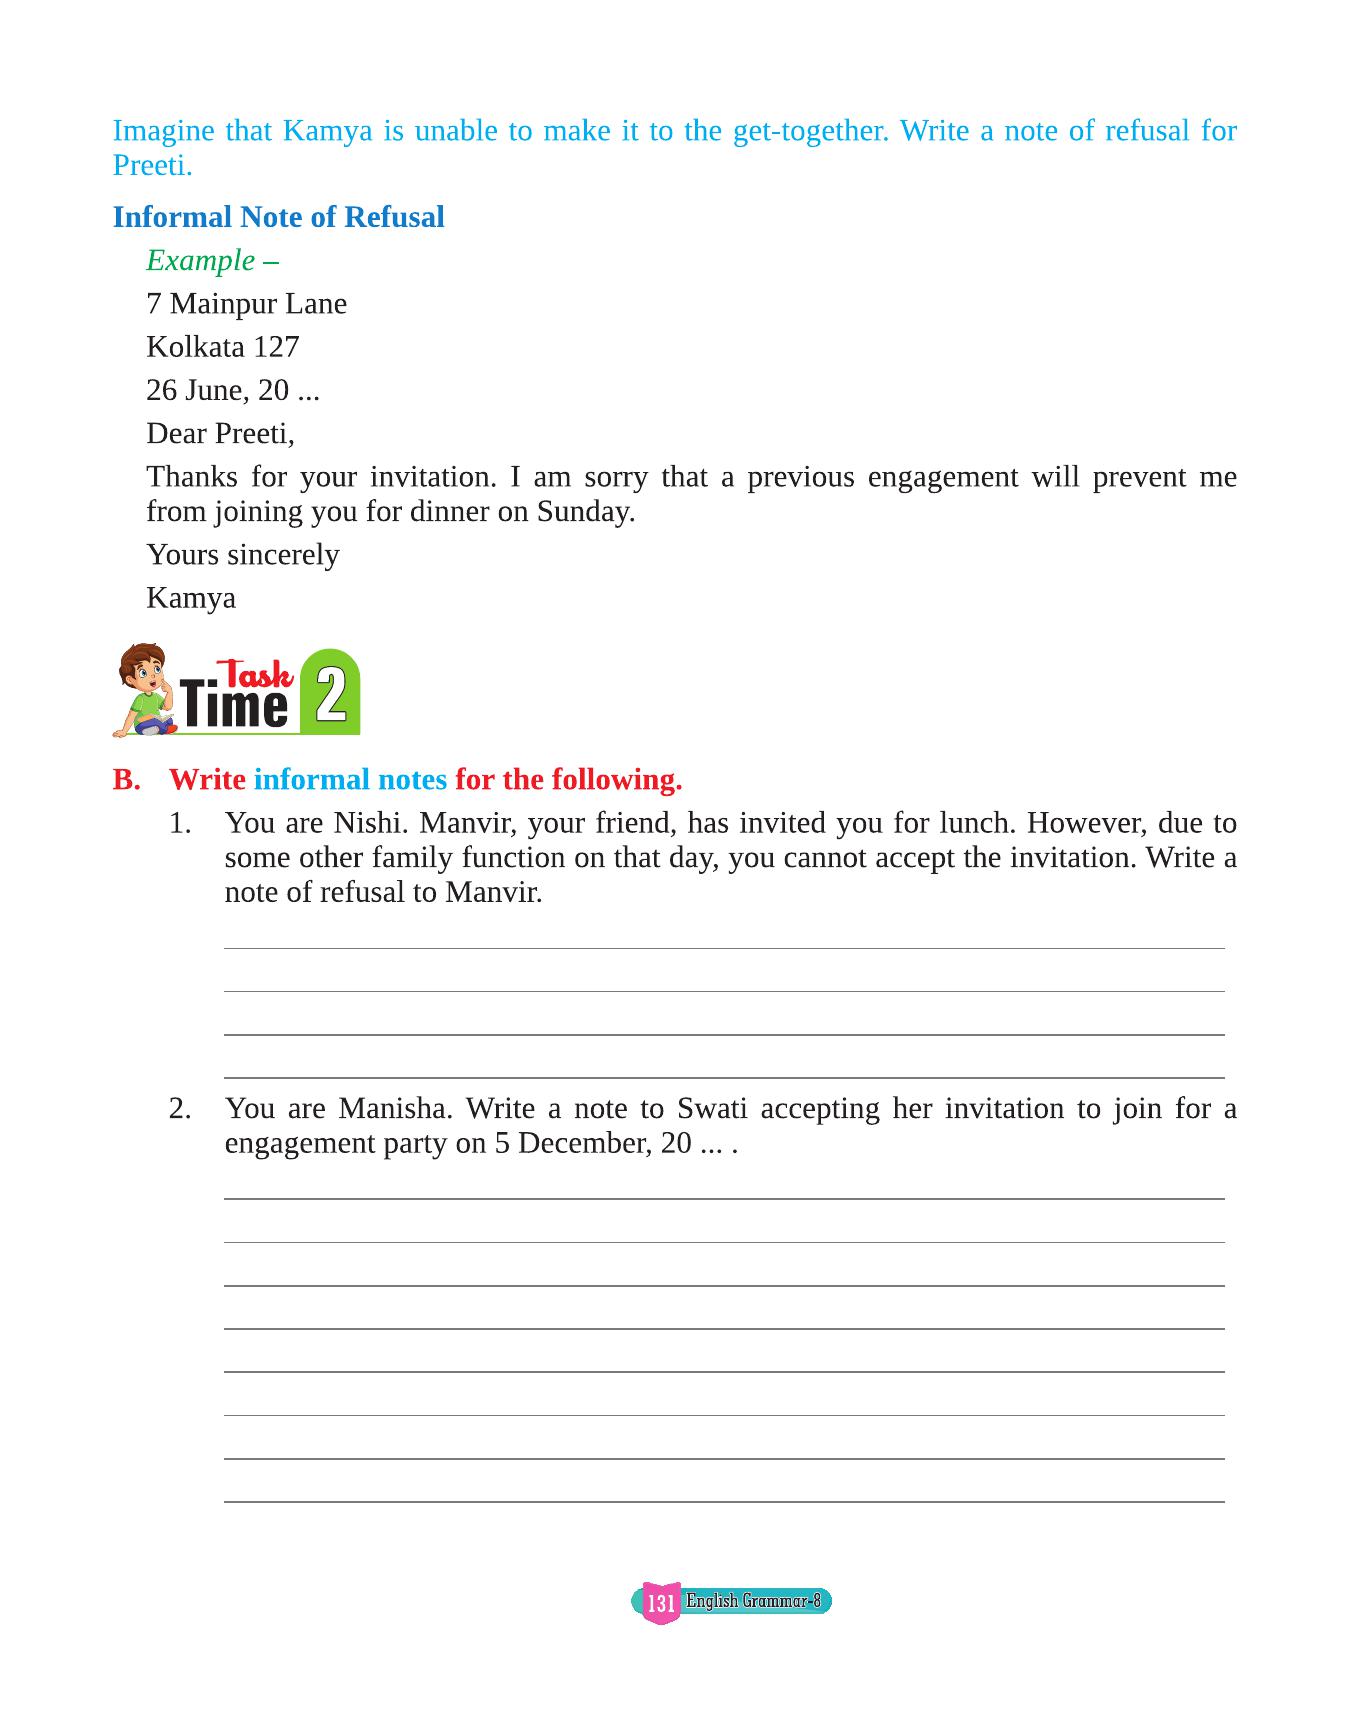 Imagine that Kamya is unable to make it to the get-together. Write a note of refusal for
Preeti.
Informal Note of Refusal
Example –
7 Mainpur Lane
Kolkata 127
26 June, 20 ...
Dear Preeti,
Thanks for your invitation. I am sorry that a previous engagement will prevent me
from joining you for dinner on Sunday.
Yours sincerely
Kamya
Task
Time 2
B. Write informal notes for the following.
1. You are Nishi. Manvir, your friend, has invited you for lunch. However, due to
some other family function on that day, you cannot accept the invitation. Write a
note of refusal to Manvir.
2. You are Manisha. Write a note to Swati accepting her invitation to join for a
engagement party on 5 December, 20 ... .
131 English Grammar-8